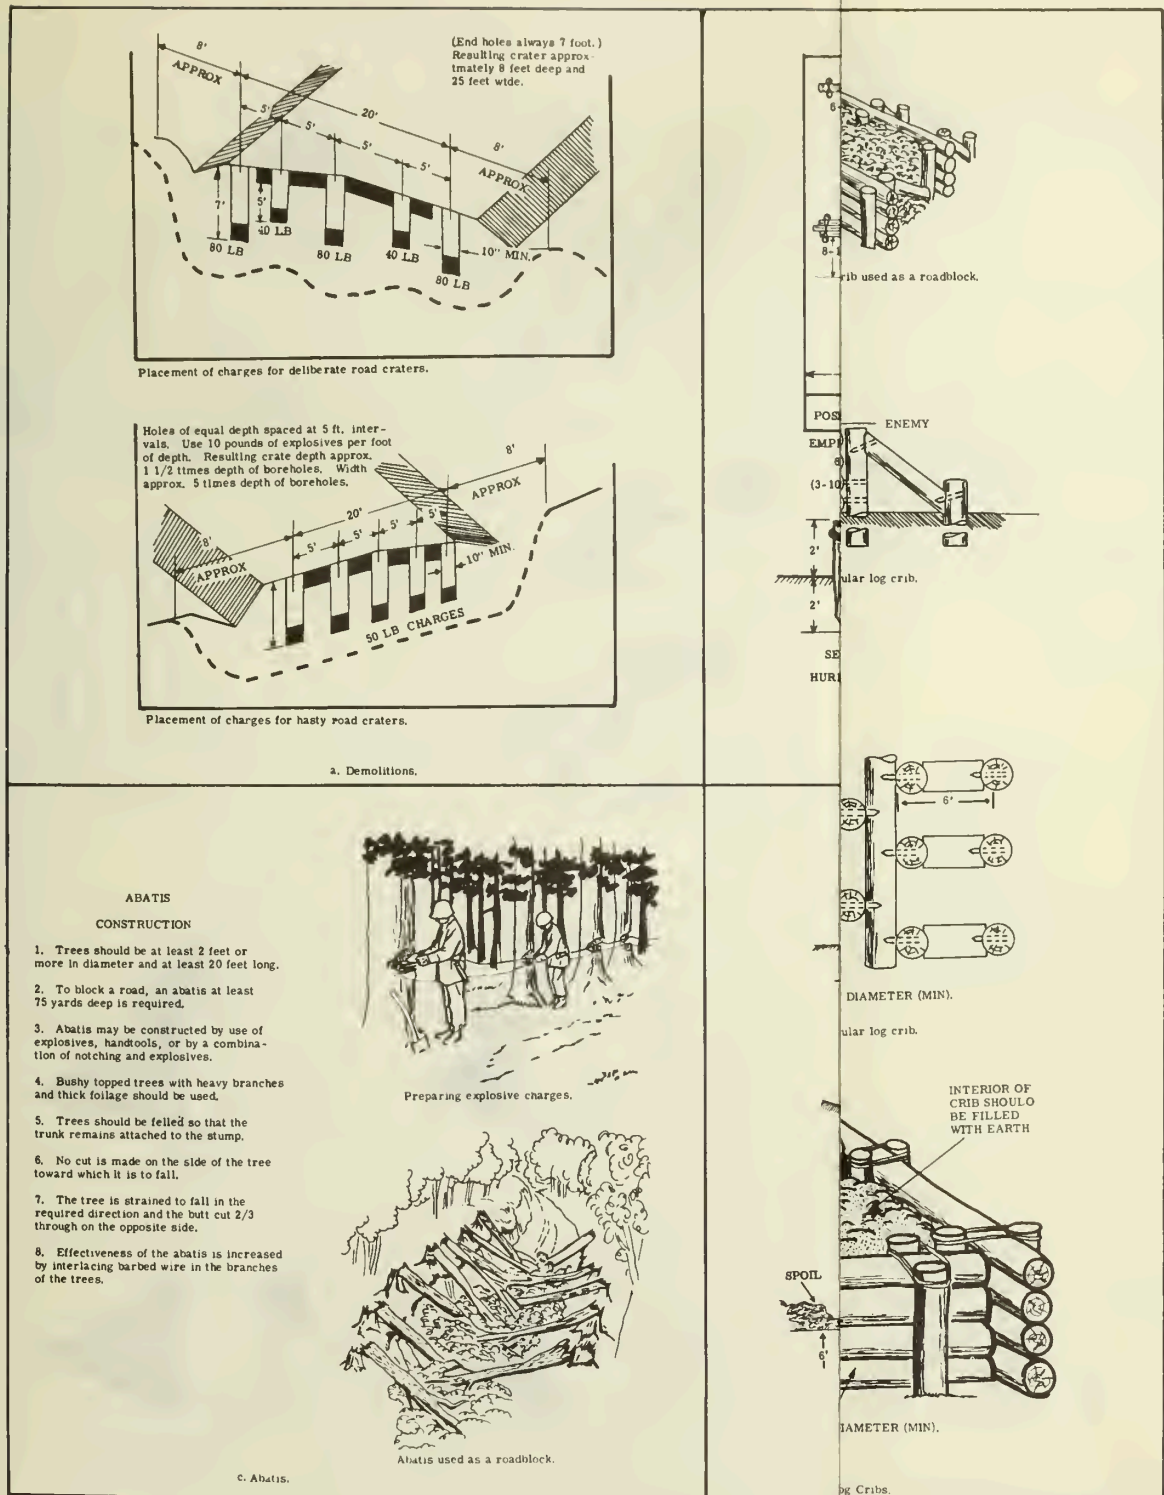 (End holes always 7 foot.)
Resulting crater approx-
tmately 8 feet deep and
25 feet wtde.
8'
APPROX
5'
20'
5'
5'
5'
8'
APPROX
7'
5'
40 LB
80 LB
80 LB
40 LB
10" MIN.
80 LB
Placement of charges for deliberate road craters.
Holes of equal depth spaced at 5 ft. inter-
vals. Use 10 pounds of explosives per foot
of depth. Resulting crate depth approx.
1 1/2 ttmes depth of boreholes. Width
approx. 5 times depth of boreholes.
8'
APPROX
20'
5'
5'
5'
5'
8'
APPROX
10" MIN.
50 LB CHARGES
Placement of charges for hasty road craters.
a. Demolitions.
ABATIS
CONSTRUCTION
1. Trees should be at least 2 feet or
more in diameter and at least 20 feet long.
2. To block a road, an abatis at least
75 yards deep is required.
3. Abatis may be constructed by use of
explosives, handtools, or by a combina-
tion of notching and explosives.
4. Bushy topped trees with heavy branches
and thick foilage should be used.
5. Trees should be felled so that the
trunk remains attached to the stump.
6. No cut is made on the side of the tree
toward which it is to fall.
7. The tree is strained to fall in the
required direction and the butt cut 2/3
through on the opposite side.
8. Effectiveness of the abatis is increased
by interlacing barbed wire in the branches
of the trees.
Preparing explosive charges.
Abatis used as a roadblock.
c. Abatis.
6
8-1
rib used as a roadblock.
POS
EMP
(3-10
ENEMY
2'
2'
ular log crib.
SE
HUR
6'
DIAMETER (MIN).
ular log crib.
INTERIOR OF
CRIB SHOULD
BE FILLED
WITH EARTH
SPOIL
6'
IAMETER (MIN).
og Cribs.